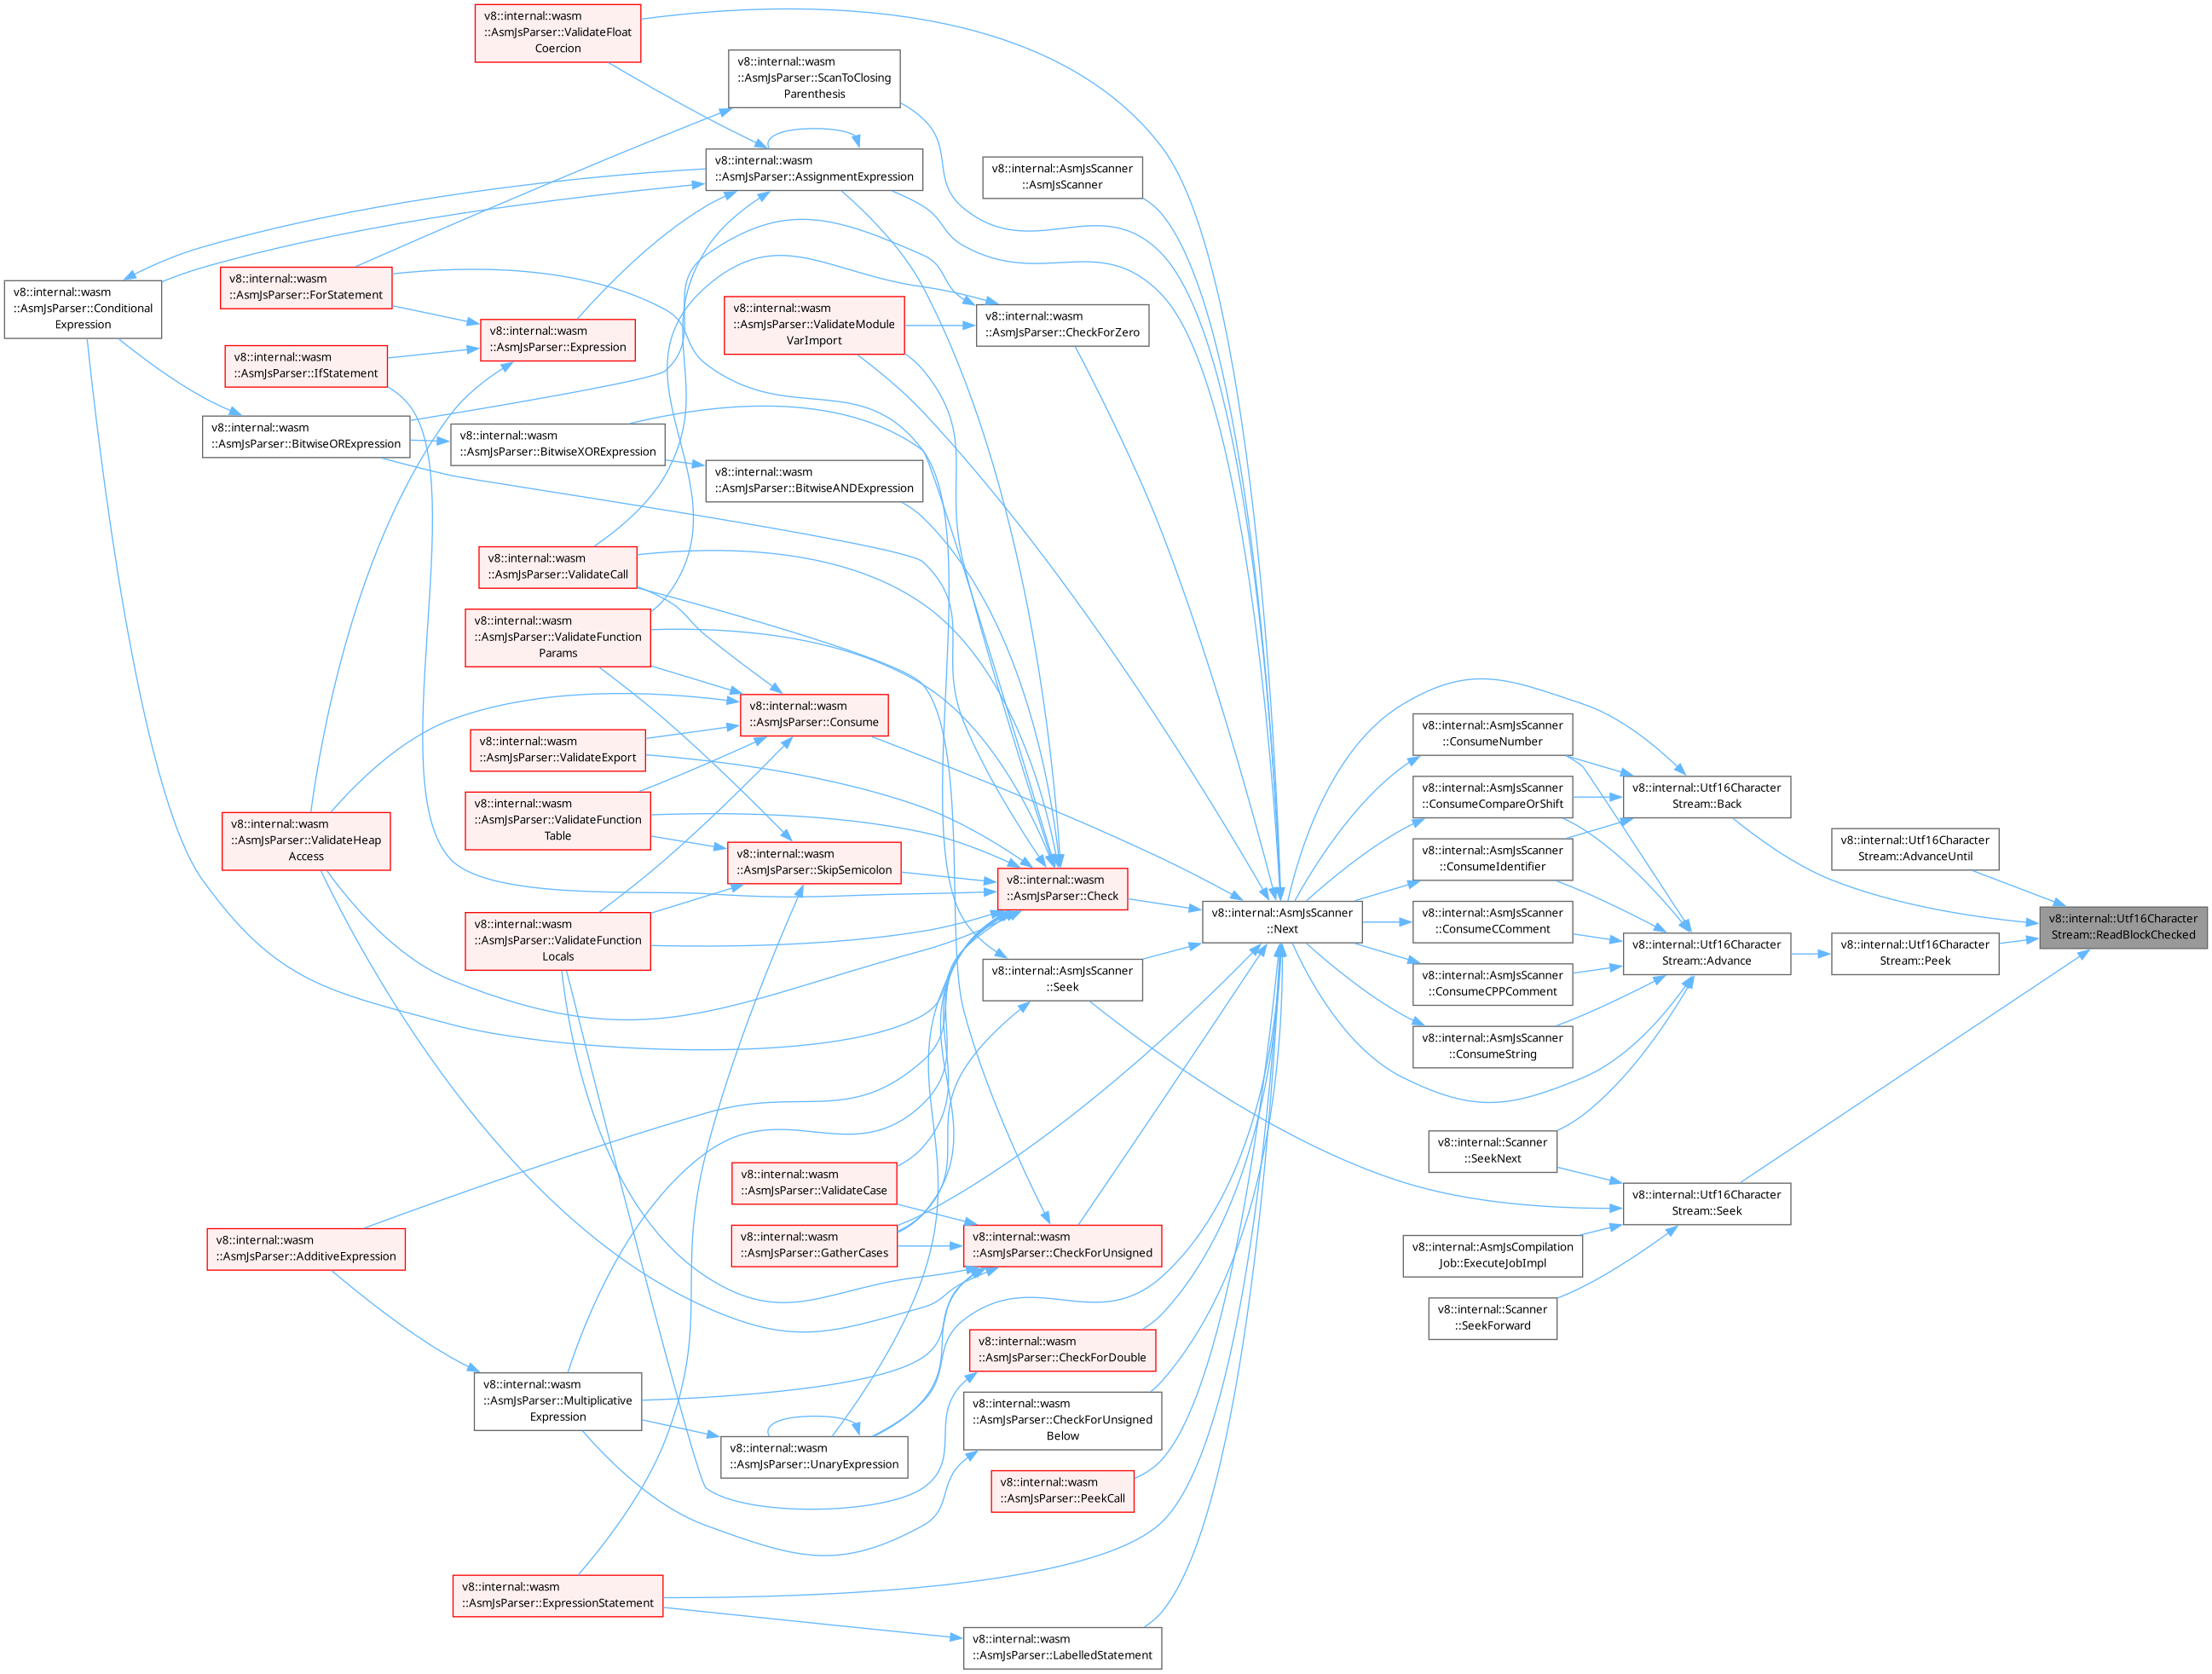 v8::internal::wasm
::AsmJsParser::ValidateFloat
Coercion
v8::internal::wasm
::AsmJsParser::ScanToClosing
Parenthesis
v8::internal::wasm
::AsmJsParser::AssignmentExpression
v8::internal::AsmJsScanner
::AsmJsScanner
v8::internal::wasm
::AsmJsParser::Conditional
Expression
v8::internal::wasm
::AsmJsParser::ForStatement
v8::internal::wasm
::AsmJsParser::Expression
v8::internal::wasm
::AsmJsParser::ValidateModule
VarImport
v8::internal::wasm
::AsmJsParser::CheckForZero
v8::internal::wasm
::AsmJsParser::IfStatement
v8::internal::wasm
::AsmJsParser::BitwiseORExpression
v8::internal::wasm
::AsmJsParser::BitwiseXORExpression
v8::internal::wasm
::AsmJsParser::BitwiseANDExpression
v8::internal::wasm
::AsmJsParser::ValidateCall
v8::internal::wasm
::AsmJsParser::ValidateFunction
Params
v8::internal::wasm
::AsmJsParser::Consume
v8::internal::wasm
::AsmJsParser::ValidateExport
v8::internal::wasm
::AsmJsParser::ValidateFunction
Table
v8::internal::wasm
::AsmJsParser::ValidateHeap
Access
v8::internal::wasm
::AsmJsParser::SkipSemicolon
v8::internal::wasm
::AsmJsParser::Check
v8::internal::wasm
::AsmJsParser::ValidateFunction
Locals
v8::internal::AsmJsScanner
::Next
v8::internal::AsmJsScanner
::Seek
v8::internal::AsmJsScanner
::ConsumeNumber
v8::internal::AsmJsScanner
::ConsumeCompareOrShift
v8::internal::AsmJsScanner
::ConsumeIdentifier
v8::internal::AsmJsScanner
::ConsumeCComment
v8::internal::AsmJsScanner
::ConsumeCPPComment
v8::internal::AsmJsScanner
::ConsumeString
v8::internal::Utf16Character
Stream::Back
v8::internal::Utf16Character
Stream::Advance
v8::internal::Utf16Character
Stream::AdvanceUntil
v8::internal::Utf16Character
Stream::Peek
v8::internal::Utf16Character
Stream::ReadBlockChecked
v8::internal::Scanner
::SeekNext
v8::internal::Utf16Character
Stream::Seek
v8::internal::AsmJsCompilation
Job::ExecuteJobImpl
v8::internal::Scanner
::SeekForward
v8::internal::wasm
::AsmJsParser::ValidateCase
v8::internal::wasm
::AsmJsParser::GatherCases
v8::internal::wasm
::AsmJsParser::CheckForUnsigned
v8::internal::wasm
::AsmJsParser::AdditiveExpression
v8::internal::wasm
::AsmJsParser::CheckForDouble
v8::internal::wasm
::AsmJsParser::Multiplicative
Expression
v8::internal::wasm
::AsmJsParser::CheckForUnsigned
Below
v8::internal::wasm
::AsmJsParser::UnaryExpression
v8::internal::wasm
::AsmJsParser::PeekCall
v8::internal::wasm
::AsmJsParser::ExpressionStatement
v8::internal::wasm
::AsmJsParser::LabelledStatement